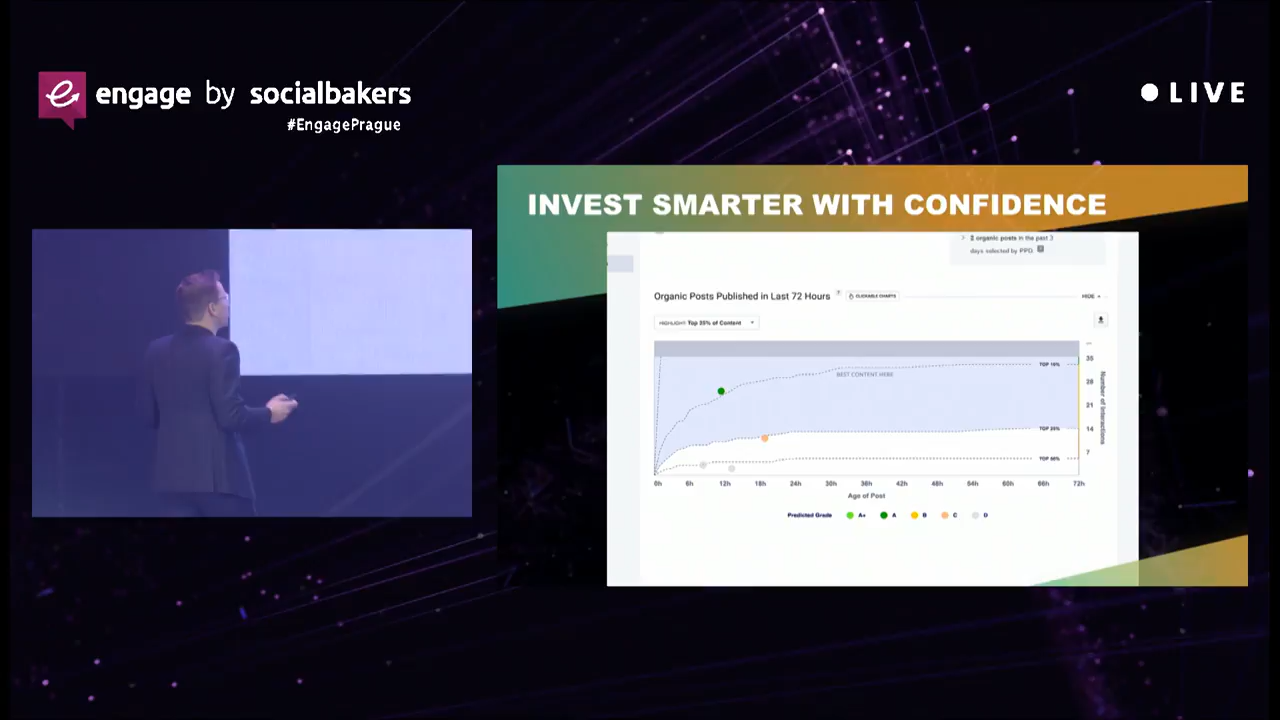 engage by socialbakers
#EngagePrague
LIVE
INVEST SMARTER WITH CONFIDENCE
2 organic posts in the past 3
days selected by PPD.
Organic Posts Published in Last 72 Hours
CLICKABLE CHARTS
HIDE
HIGHLIGHT: Top 25% of Content
BEST CONTENT HERE
TOP 10%
TOP 25%
TOP 50%
35
28
21
14
7
Number of Interactions
0h 6h 12h 18h 24h 30h 36h 42h 48h 54h 60h 66h 72h
Age of Post
Predicted Grade A+ A B C D